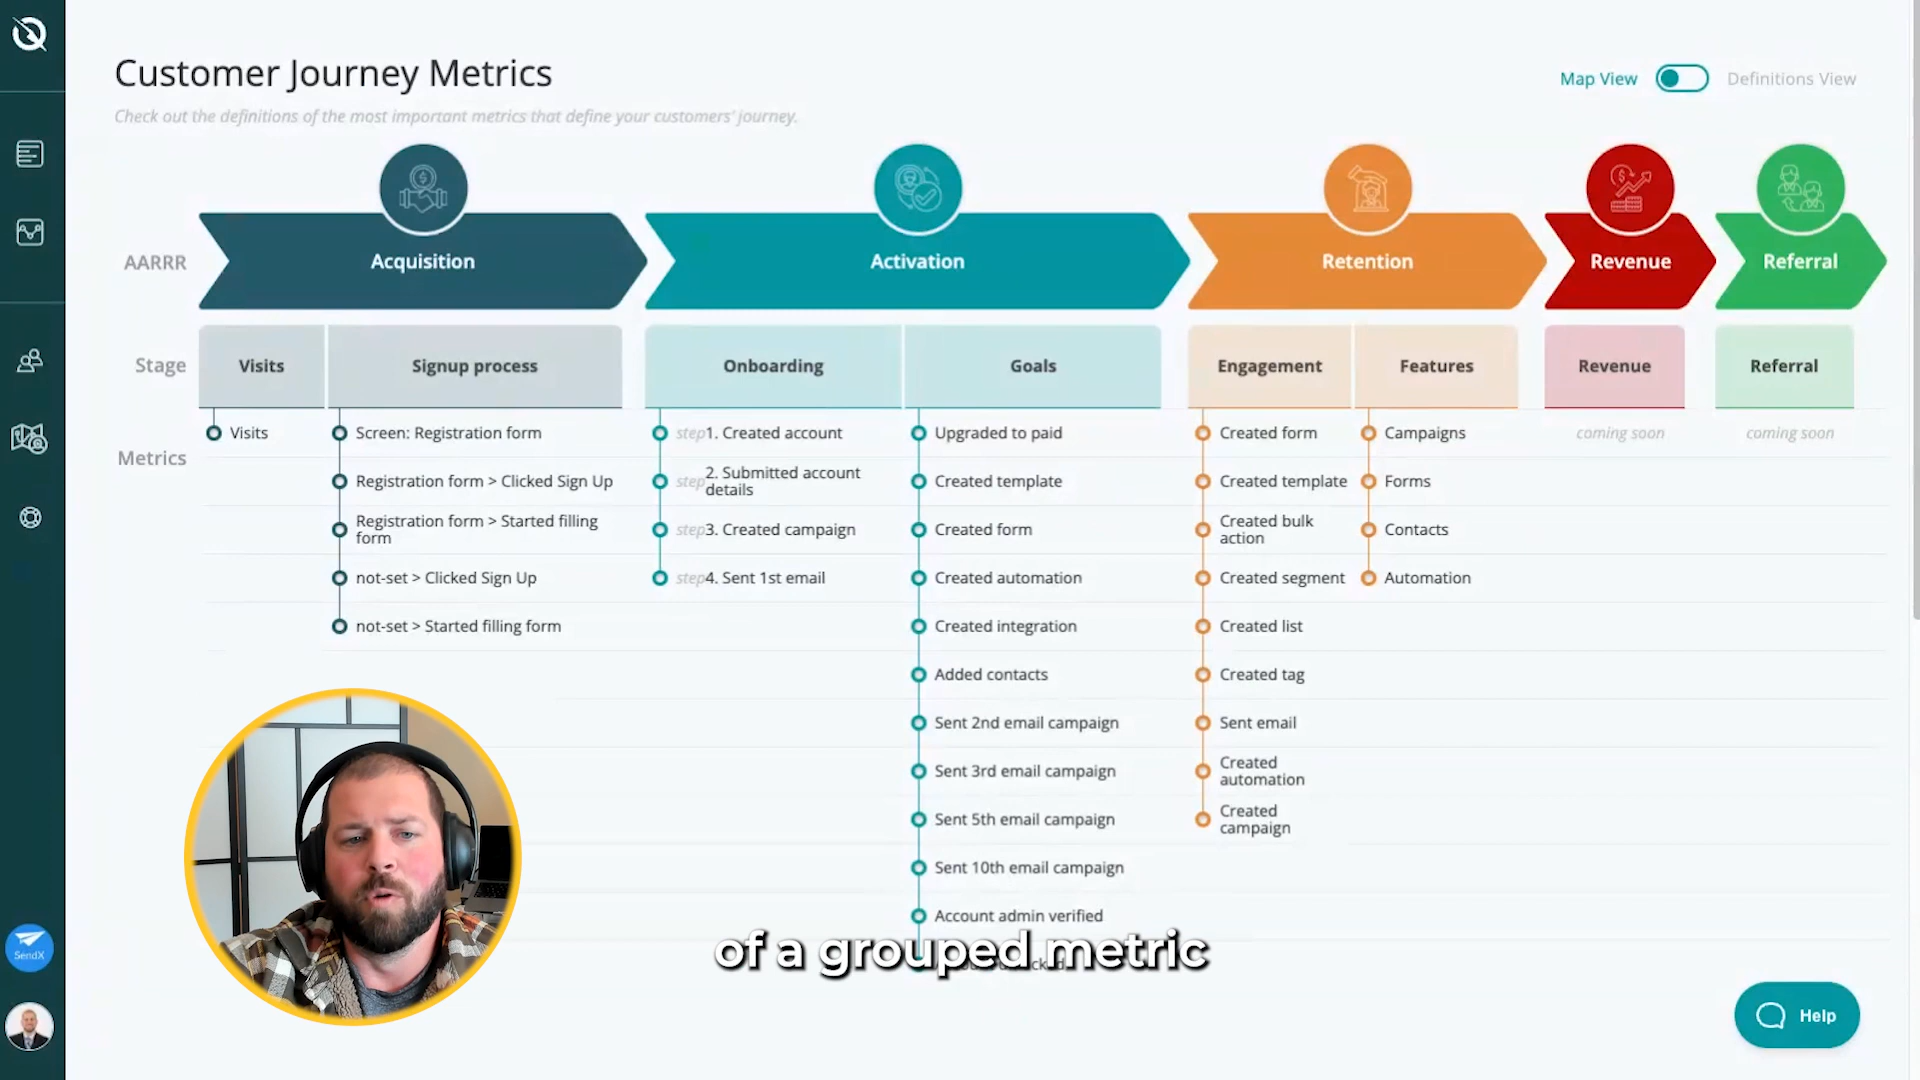 Customer Journey Metrics
Map View
Definitions View
Check out the definitions of the most important metrics that define your customers' journey.
AARRR
Acquisition
Activation
Retention
Revenue
Referral
Stage
Visits
Signup process
Onboarding
Goals
Engagement
Features
Revenue
Referral
Metrics
Visits
Screen: Registration form
Registration form > Clicked Sign Up
Registration form > Started filling
form
not-set > Clicked Sign Up
not-set > Started filling form
step1. Created account
step2. Submitted account
details
step3. Created campaign
step4. Sent 1st email
Upgraded to paid
Created template
Created form
Created automation
Created integration
Added contacts
Sent 2nd email campaign
Sent 3rd email campaign
Sent 5th email campaign
Sent 10th email campaign
Account admin verified
Created form
Created template
Created bulk
action
Created segment
Created list
Created tag
Sent email
Created
automation
Created
campaign
Campaigns
Forms
Contacts
Automation
coming soon
coming soon
of a grouped metric
SendX
Help